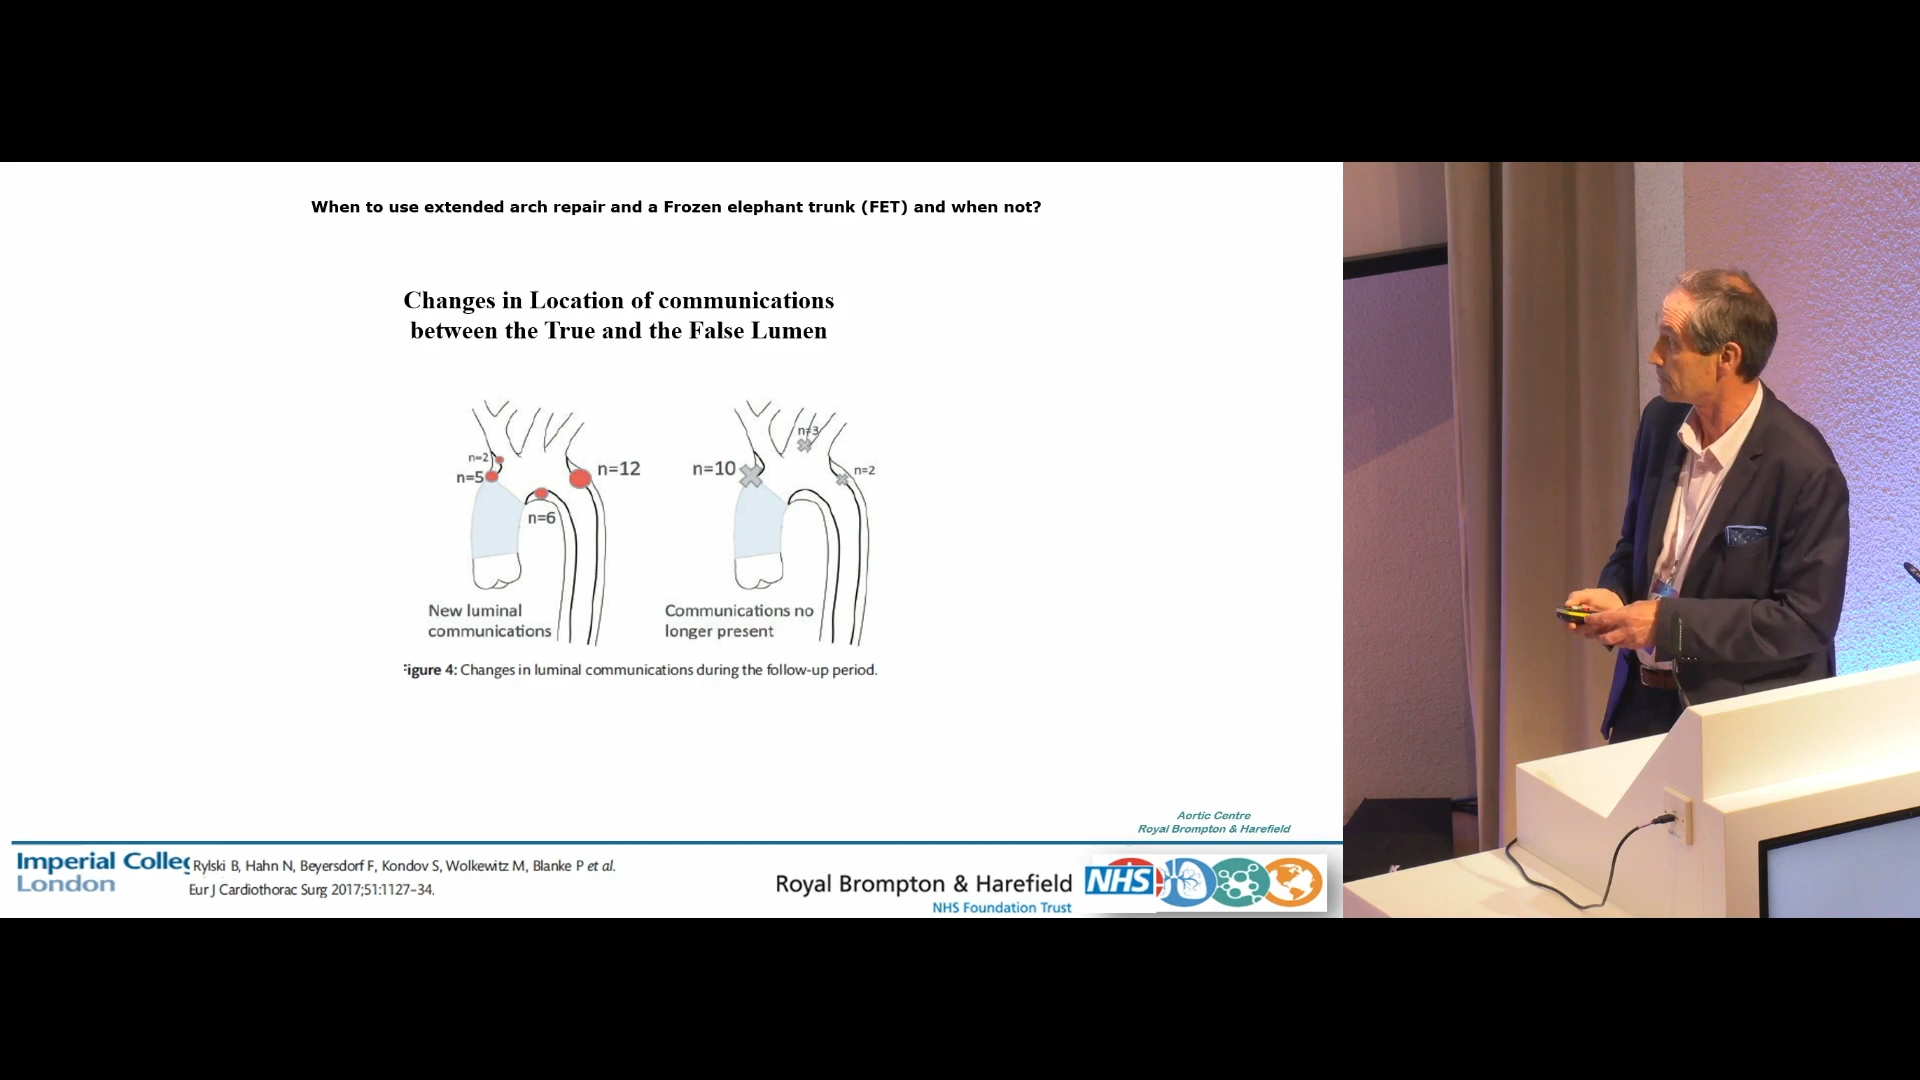 When to use extended arch repair and a Frozen elephant trunk (FET) and when not?
Changes in Location of communications
between the True and the False Lumen
n=2
n=5
n=12
n=6
n=3
n=10
n=2
New luminal
communications
Communications no
longer present
igure 4: Changes in luminal communications during the follow-up period.
Aortic Centre
Royal Brompton & Harefield
Imperial Colleg
London
Rylski B, Hahn N, Beyersdorf F, Kondov S, Wolkewitz M, Blanke P et al.
Eur J Cardiothorac Surg 2017;51:1127–34.
Royal Brompton & Harefield
NHS
NHS Foundation Trust